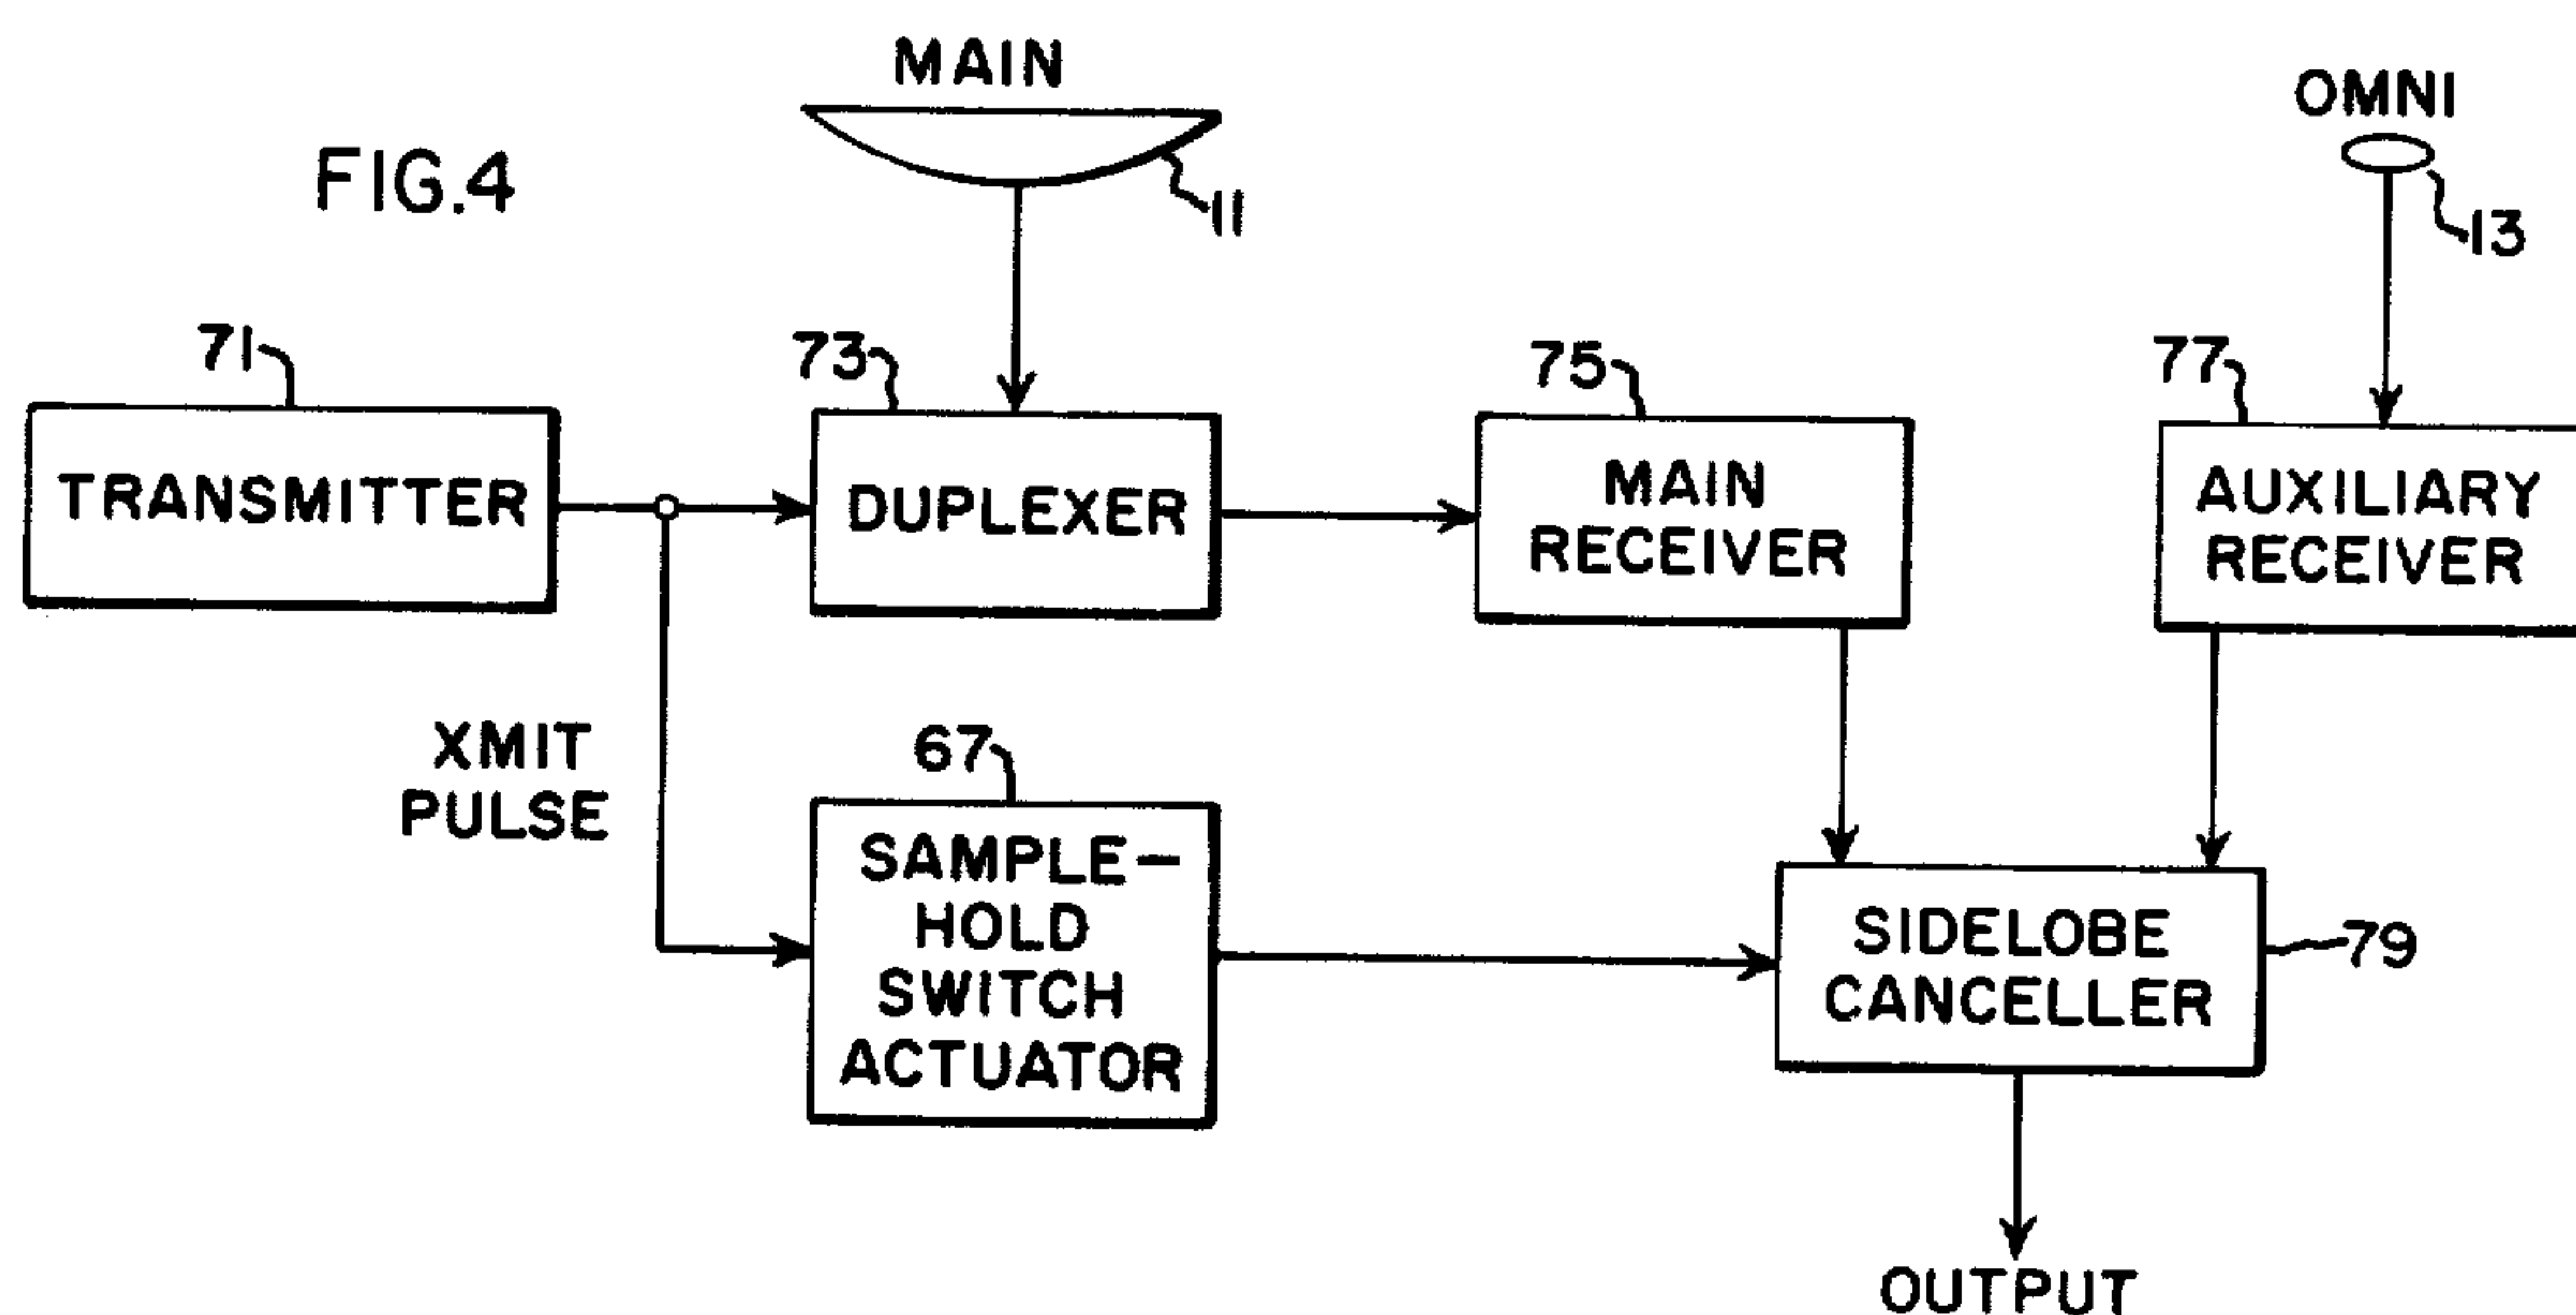 MAIN
OMNI
FIG.4
11
13
71
73
75
77
TRANSMITTER
DUPLEXER
MAIN
RECEIVER
AUXILIARY
RECEIVER
XMIT
PULSE
67
SAMPLE-
HOLD
SWITCH
ACTUATOR
SIDELOBE
CANCELLER
79
OUTPUT